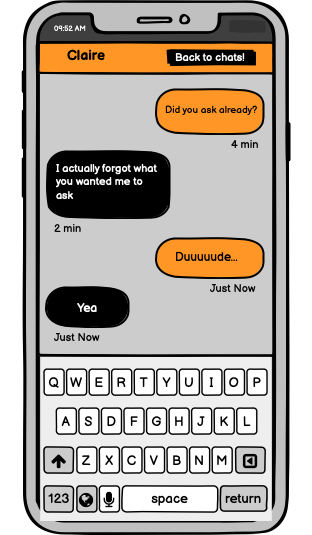 09:52 AM
Claire
Back to chats!
Did you ask already?
4 min
I actually forgot what
you wanted me to
ask
2 min
Duuuuude...
Just Now
Yea
Just Now
Q W E R T Y U I O P
A S D F G H J K L
Z X C V B N M
123 space return